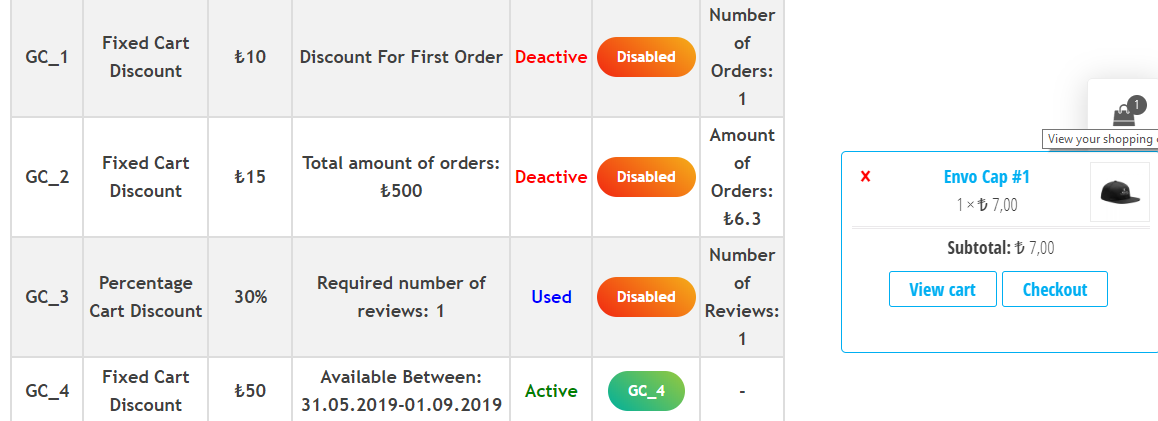 GC_1
Fixed Cart
Discount
₺10
Discount For First Order
Deactive
Disabled
Number
of
Orders:
1
GC_2
Fixed Cart
Discount
₺15
Total amount of orders:
₺500
Deactive
Disabled
Amount
of
Orders:
₺6.3
GC_3
Percentage
Cart Discount
30%
Required number of
reviews: 1
Used
Disabled
Number
of
Reviews:
1
GC_4
Fixed Cart
Discount
₺50
Available Between:
31.05.2019-01.09.2019
Active
GC_4
-
1
View your shopping
x
Envo Cap #1
1 × ₺ 7,00
Subtotal: ₺ 7,00
View cart
Checkout